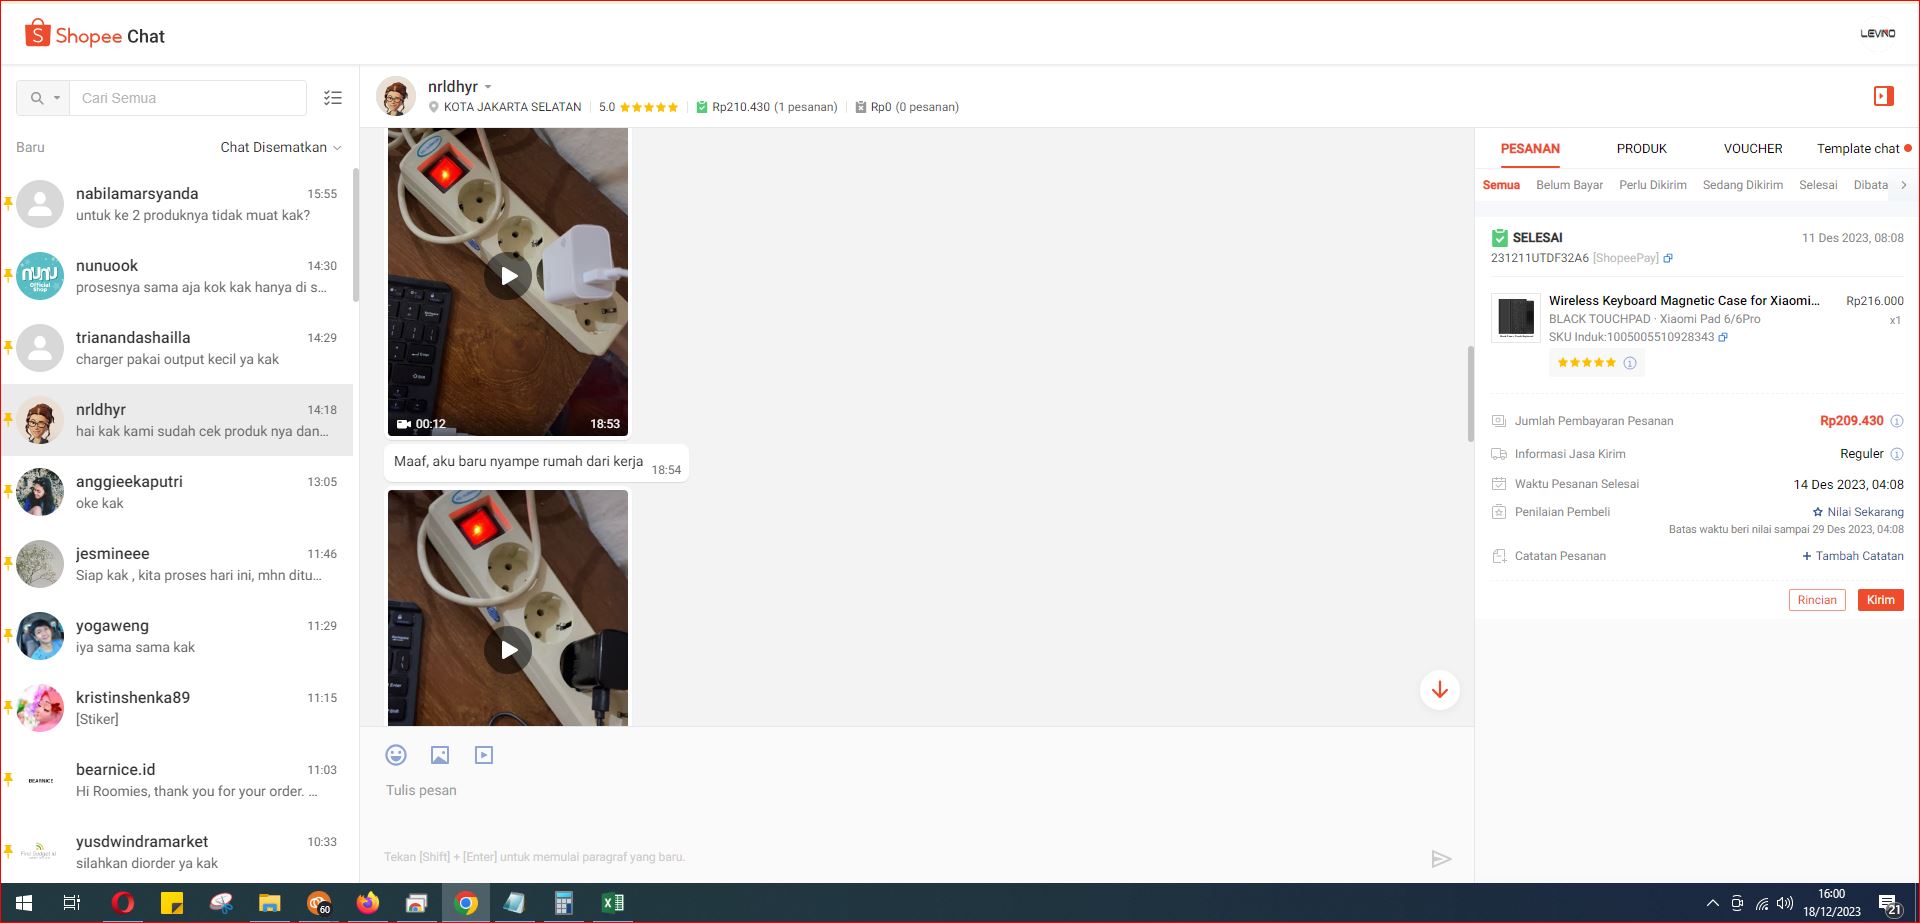 Shopee Chat
LEVINO
Cari Semua
Baru
Chat Disematkan
nabilamarsyanda 15:55
untuk ke 2 produknya tidak muat kak?
nunuook 14:30
prosesnya sama aja kok kak hanya di s...
nunu
Official
Shop
trianandashailla 14:29
charger pakai output kecil ya kak
nrldhyr 14:18
hai kak kami sudah cek produk nya dan...
anggieekaputri 13:05
oke kak
jesmineee 11:46
Siap kak , kita proses hari ini, mhn ditu...
yogaweng 11:29
iya sama sama kak
kristinshenka89 11:15
[Stiker]
bearnice.id 11:03
Hi Roomies, thank you for your order. ...
BEARNICE
yusdwindramarket 10:33
silahkan diorder ya kak
nrldhyr
KOTA JAKARTA SELATAN 5.0 Rp210.430 (1 pesanan) Rp0 (0 pesanan)
00:12 18:53
Maaf, aku baru nyampe rumah dari kerja 18:54
Tulis pesan
Tekan [Shift] + [Enter] untuk memulai paragraf yang baru.
PESANAN PRODUK VOUCHER Template chat
Semua Belum Bayar Perlu Dikirim Sedang Dikirim Selesai Dibata
SELESAI 11 Des 2023, 08:08
231211UTDF32A6 [ShopeePay]
Wireless Keyboard Magnetic Case for Xiaomi... Rp216.000
BLACK TOUCHPAD · Xiaomi Pad 6/6Pro x1
SKU Induk:1005005510928343
Jumlah Pembayaran Pesanan Rp209.430
Informasi Jasa Kirim Reguler
Waktu Pesanan Selesai 14 Des 2023, 04:08
Penilaian Pembeli Nilai Sekarang
Batas waktu beri nilai sampai 29 Des 2023, 04:08
Catatan Pesanan + Tambah Catatan
Rincian Kirim
60
16:00
18/12/2023
21